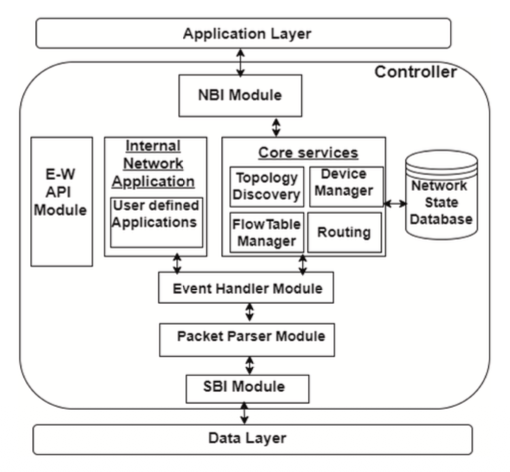 Application Layer
Controller
NBI Module
E-W
API
Module
Internal
Network
Application
User defined
Applications
Core services
Topology
Discovery
Device
Manager
FlowTable
Manager
Routing
Network
State
Database
Event Handler Module
Packet Parser Module
SBI Module
Data Layer